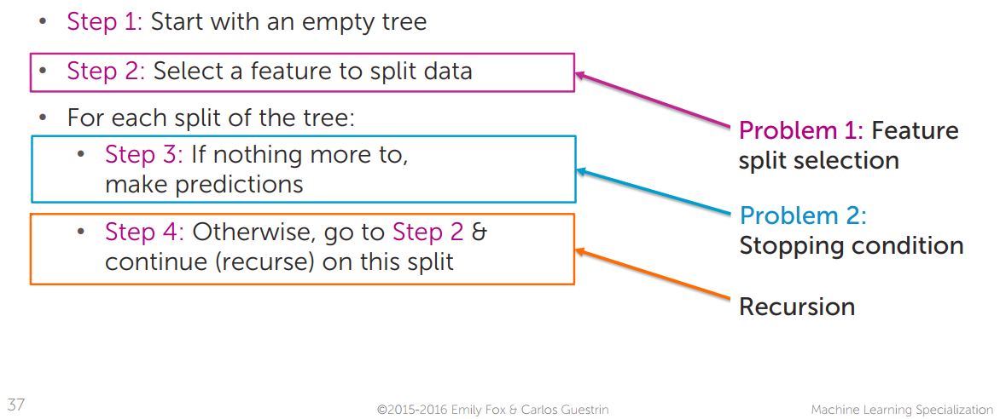 • Step 1: Start with an empty tree
• Step 2: Select a feature to split data
• For each split of the tree:
• Step 3: If nothing more to,
make predictions
• Step 4: Otherwise, go to Step 2 &
continue (recurse) on this split
Problem 1: Feature
split selection
Problem 2:
Stopping condition
Recursion
37
©2015-2016 Emily Fox & Carlos Guestrin
Machine Learning Specialization